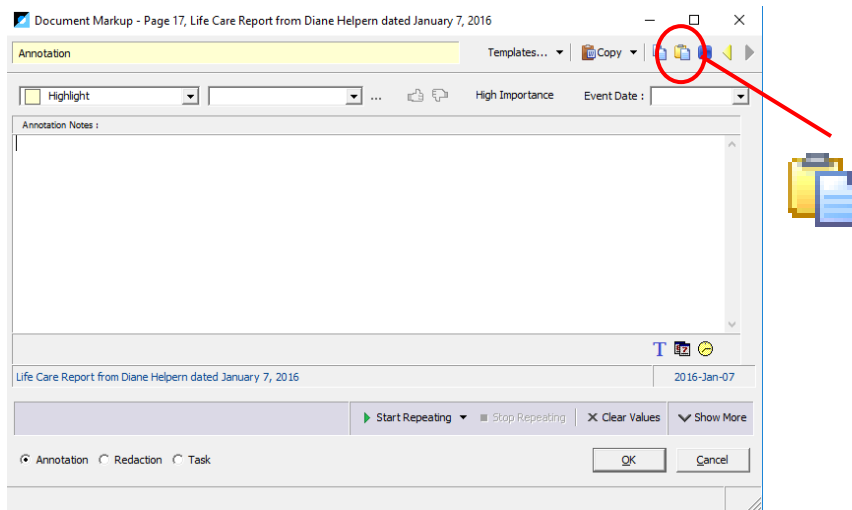 Document Markup - Page 17, Life Care Report from Diane Helpern dated January 7, 2016
Annotation Templates... Copy
Highlight ... High Importance Event Date :
Annotation Notes :
T
Life Care Report from Diane Helpern dated January 7, 2016 2016-Jan-07
Start Repeating Stop Repeating Clear Values Show More
Annotation Redaction Task OK Cancel